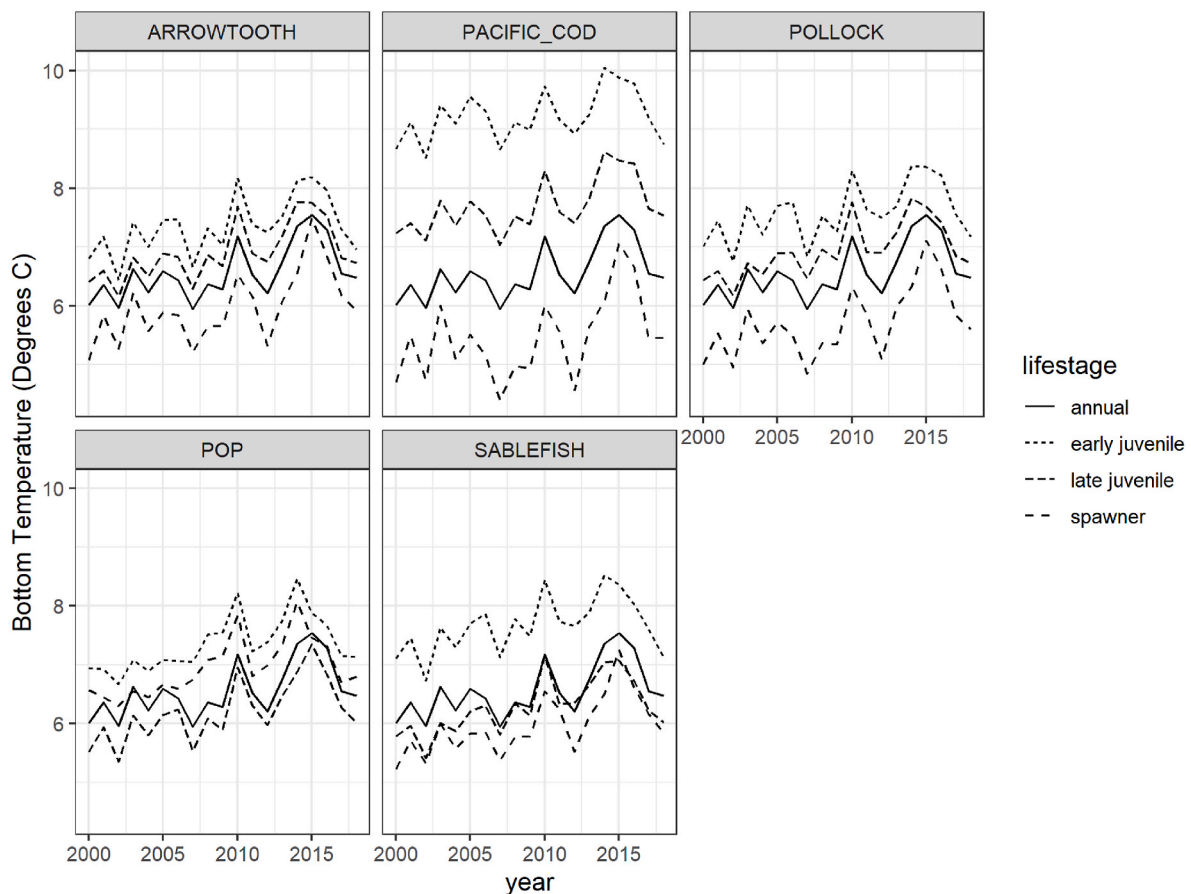 ARROWTOOTH PACIFIC_COD POLLOCK
10
8
6
2000 2005 2010 2015
POP SABLEFISH
10
8
6
2000 2005 2010 2015 2000 2005 2010 2015
Bottom Temperature (Degrees C)
year
lifestage
annual
early juvenile
late juvenile
spawner